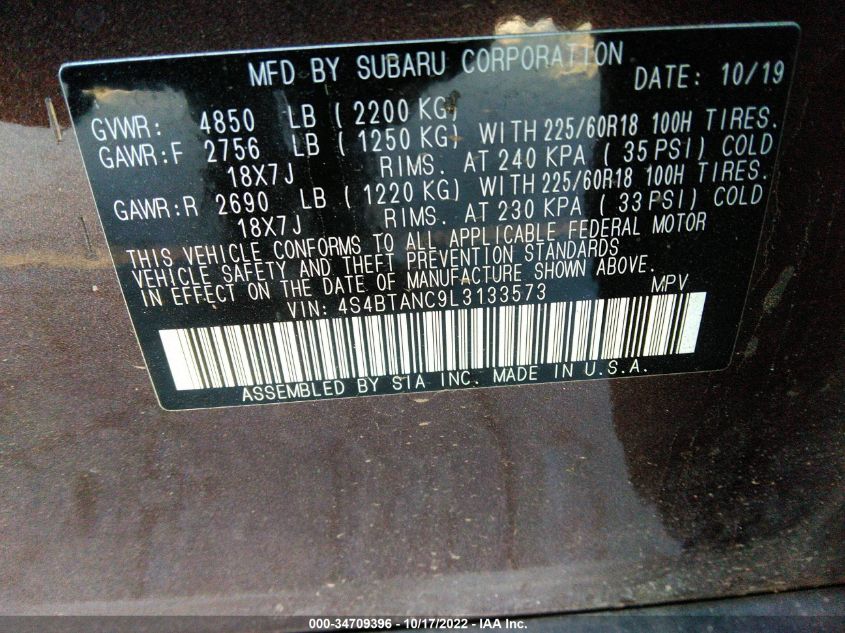 MFD BY SUBARU CORPORATION DATE: 10/19
GVWR: 4850 LB ( 2200 KG)
GAWR:F 2756 LB ( 1250 KG) WITH 225/60R18 100H TIRES.
18X7J RIMS. AT 240 KPA ( 35 PSI) COLD
GAWR:R 2690 LB ( 1220 KG) WITH 225/60R18 100H TIRES.
18X7J RIMS. AT 230 KPA ( 33 PSI) COLD
THIS VEHICLE CONFORMS TO ALL APPLICABLE FEDERAL MOTOR
VEHICLE SAFETY AND THEFT PREVENTION STANDARDS
IN EFFECT ON THE DATE OF MANUFACTURE SHOWN ABOVE.
VIN: 4S4BTANC9L3133573 MPV
ASSEMBLED BY SIA INC. MADE IN U.S.A.
000-34709396 - 10/17/2022 - IAA Inc.